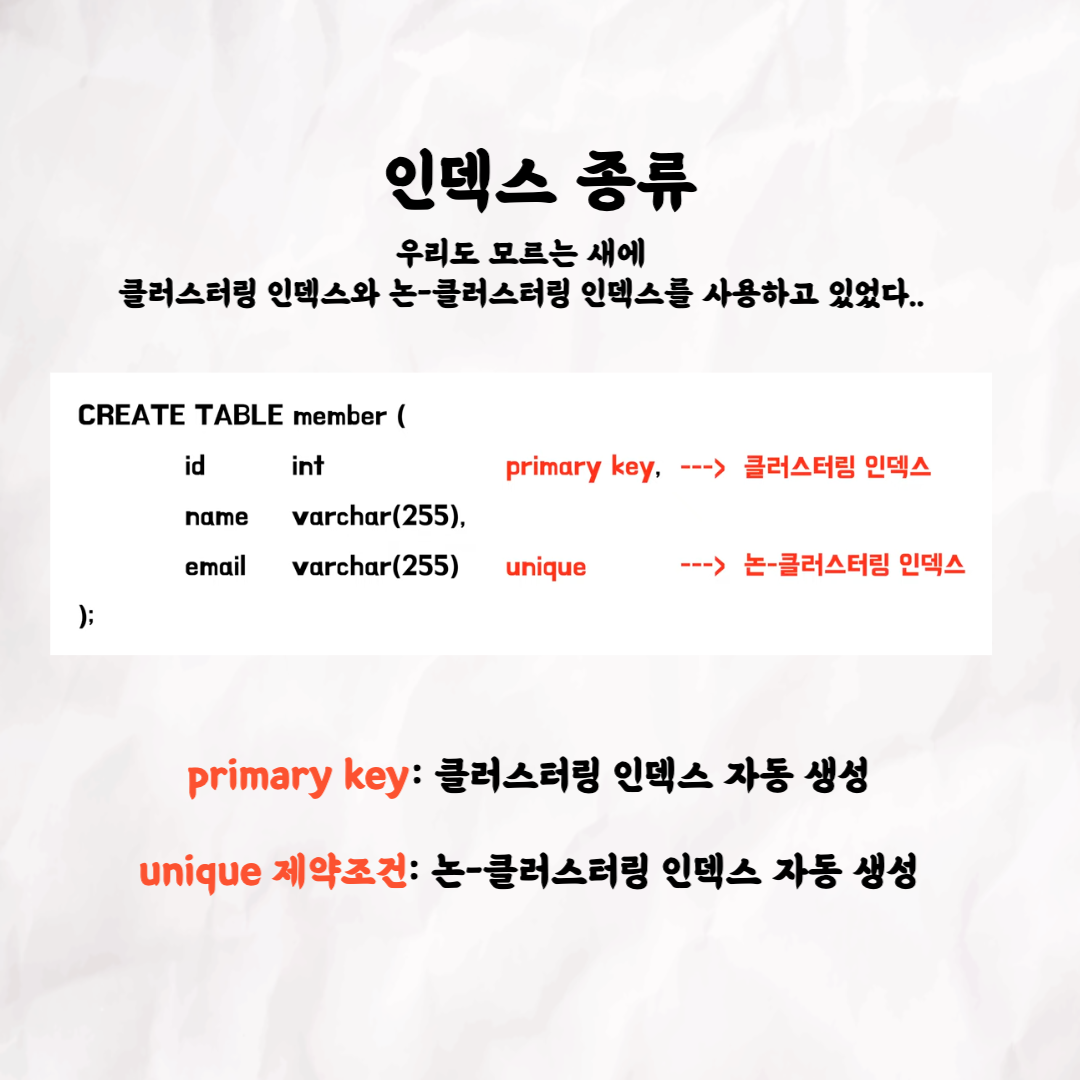 인덱스 종류
우리도 모르는 새에
클러스터링 인덱스와 논-클러스터링 인덱스를 사용하고 있었다..
CREATE TABLE member (
id int primary key, ---> 클러스터링 인덱스
name varchar(255),
email varchar(255) unique ---> 논-클러스터링 인덱스
);
primary key: 클러스터링 인덱스 자동 생성
unique 제약조건: 논-클러스터링 인덱스 자동 생성